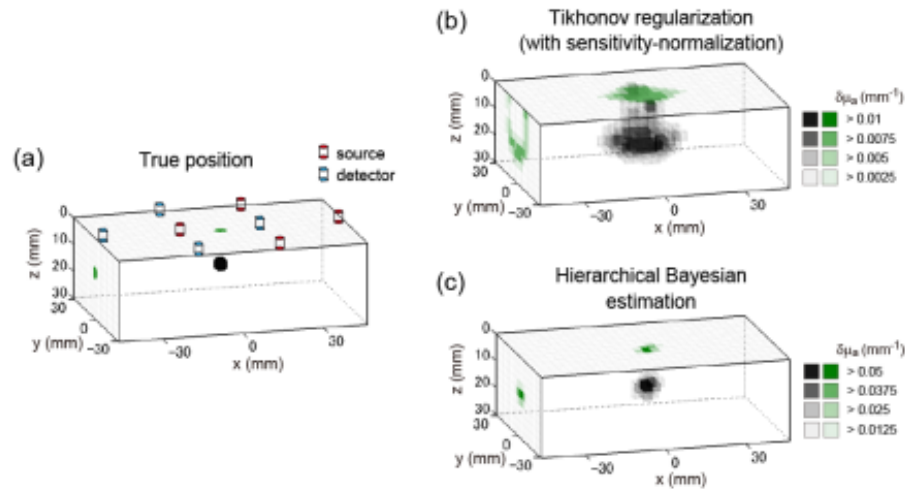 (a)
True position
source
detector
0
10
20
30
z (mm)
30
0
−30
y (mm)
−30
0
30
x (mm)
(b)
Tikhonov regularization
(with sensitivity-normalization)
0
10
20
30
z (mm)
30
0
−30
y (mm)
−30
0
30
x (mm)
δμa (mm⁻¹)
> 0.01
> 0.0075
> 0.005
> 0.0025
(c)
Hierarchical Bayesian
estimation
0
10
20
30
z (mm)
30
0
−30
y (mm)
−30
0
30
x (mm)
δμa (mm⁻¹)
> 0.05
> 0.0375
> 0.025
> 0.0125